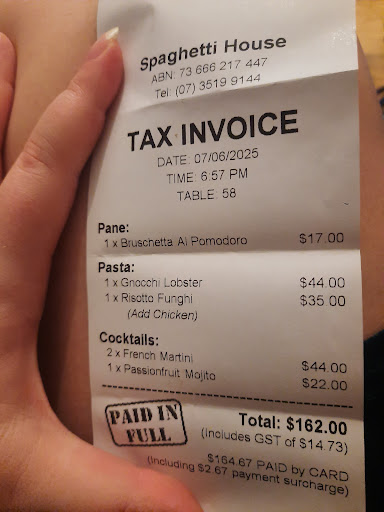 Spaghetti House
ABN: 73 666 217 447
Tel: (07) 3519 9144
TAX INVOICE
DATE: 07/06/2025
TIME: 6:57 PM
TABLE: 58
Pane:
1 x Bruschetta Al Pomodoro $17.00
Pasta:
1 x Gnocchi Lobster $44.00
1 x Risotto Funghi $35.00
(Add Chicken)
Cocktails:
2 x French Martini $44.00
1 x Passionfruit Mojito $22.00
PAID IN
FULL
Total: $162.00
(Includes GST of $14.73)
$164.67 PAID by CARD
(Including $2.67 payment surcharge)